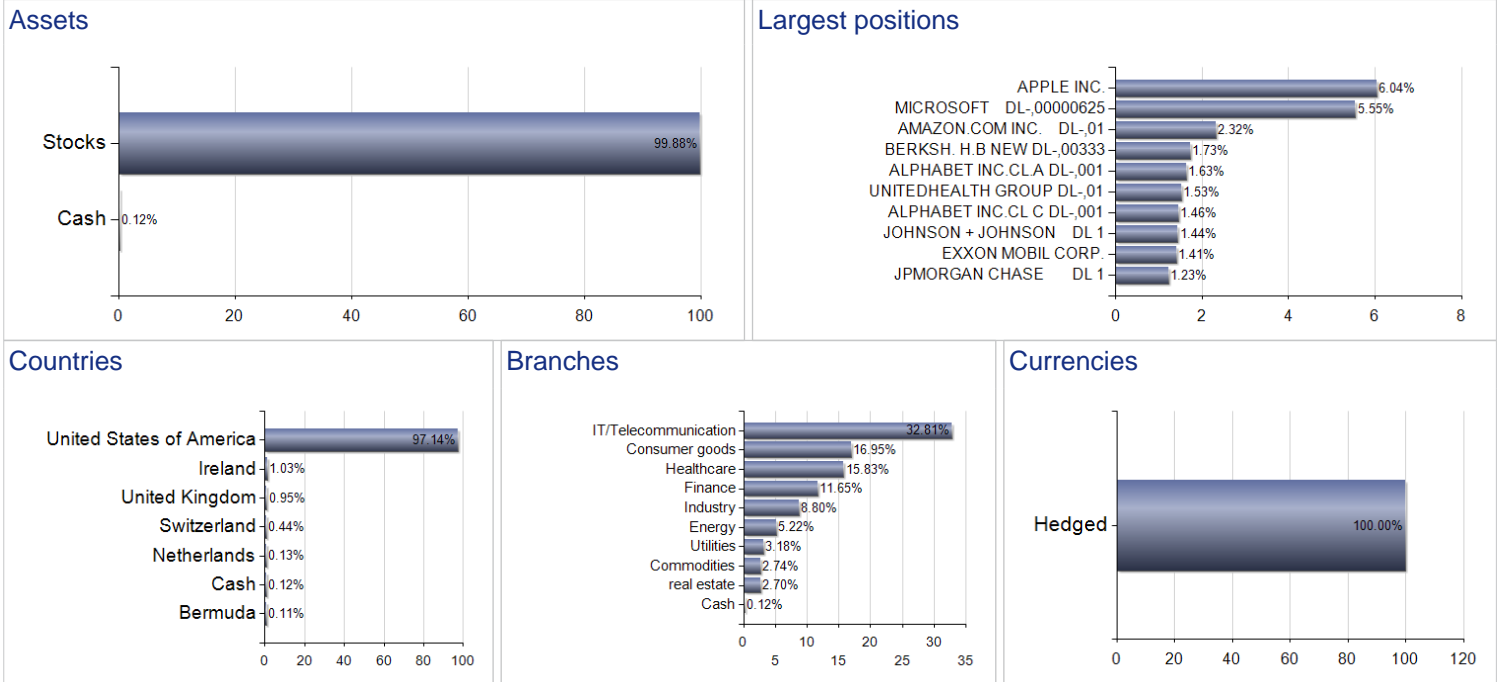 Assets
Stocks
99.88%
Cash
0.12%
0 20 40 60 80 100
Largest positions
APPLE INC. 6.04%
MICROSOFT DL-,00000625 5.55%
AMAZON.COM INC. DL-,01 2.32%
BERKSH. H.B NEW DL-,00333 1.73%
ALPHABET INC.CL.A DL-,001 1.63%
UNITEDHEALTH GROUP DL-,01 1.53%
ALPHABET INC.CL C DL-,001 1.46%
JOHNSON + JOHNSON DL 1 1.44%
EXXON MOBIL CORP. 1.41%
JPMORGAN CHASE DL 1 1.23%
0 2 4 6 8
Countries
United States of America 97.14%
Ireland 1.03%
United Kingdom 0.95%
Switzerland 0.44%
Netherlands 0.13%
Cash 0.12%
Bermuda 0.11%
0 20 40 60 80 100
Branches
IT/Telecommunication 32.81%
Consumer goods 16.95%
Healthcare 15.83%
Finance 11.65%
Industry 8.80%
Energy 5.22%
Utilities 3.18%
Commodities 2.74%
real estate 2.70%
Cash 0.12%
0 10 20 30
5 15 25 35
Currencies
Hedged 100.00%
0 20 40 60 80 100 120